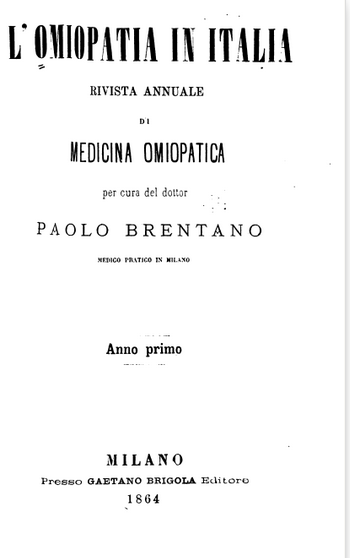 L'OMIOPATIA IN ITALIA
RIVISTA ANNUALE
DI
MEDICINA OMIOPATICA
per cura del dottor
PAOLO BRENTANO
MEDICO PRATICO IN MILANO
Anno primo
MILANO
Presso GAETANO BRIGOLA Editore
1864